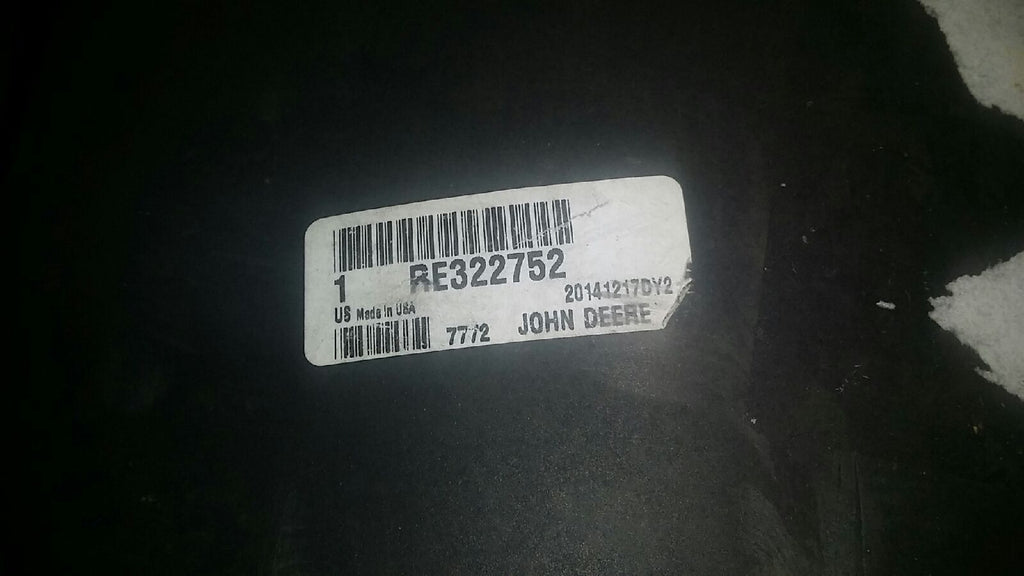 1 RE322752
20141217DY2
US Made In USA
7772 JOHN DEERE